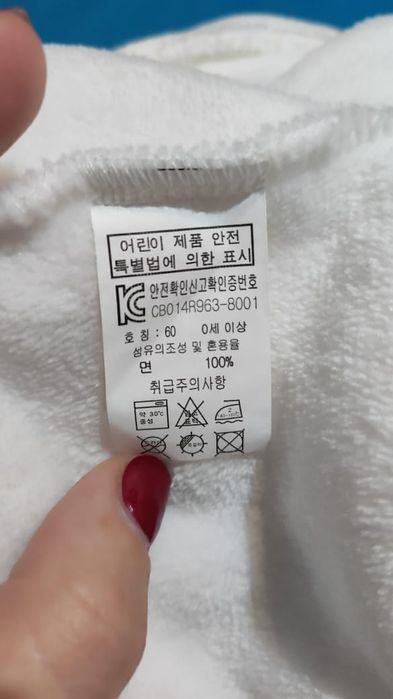 어린이 제품 안전
특별법에 의한 표시
안전확인신고확인증번호
CB014R963-8001
호 칭 : 60 0세 이상
섬유의조성 및 혼용율
면 100%
취급주의사항
약 30℃
중성